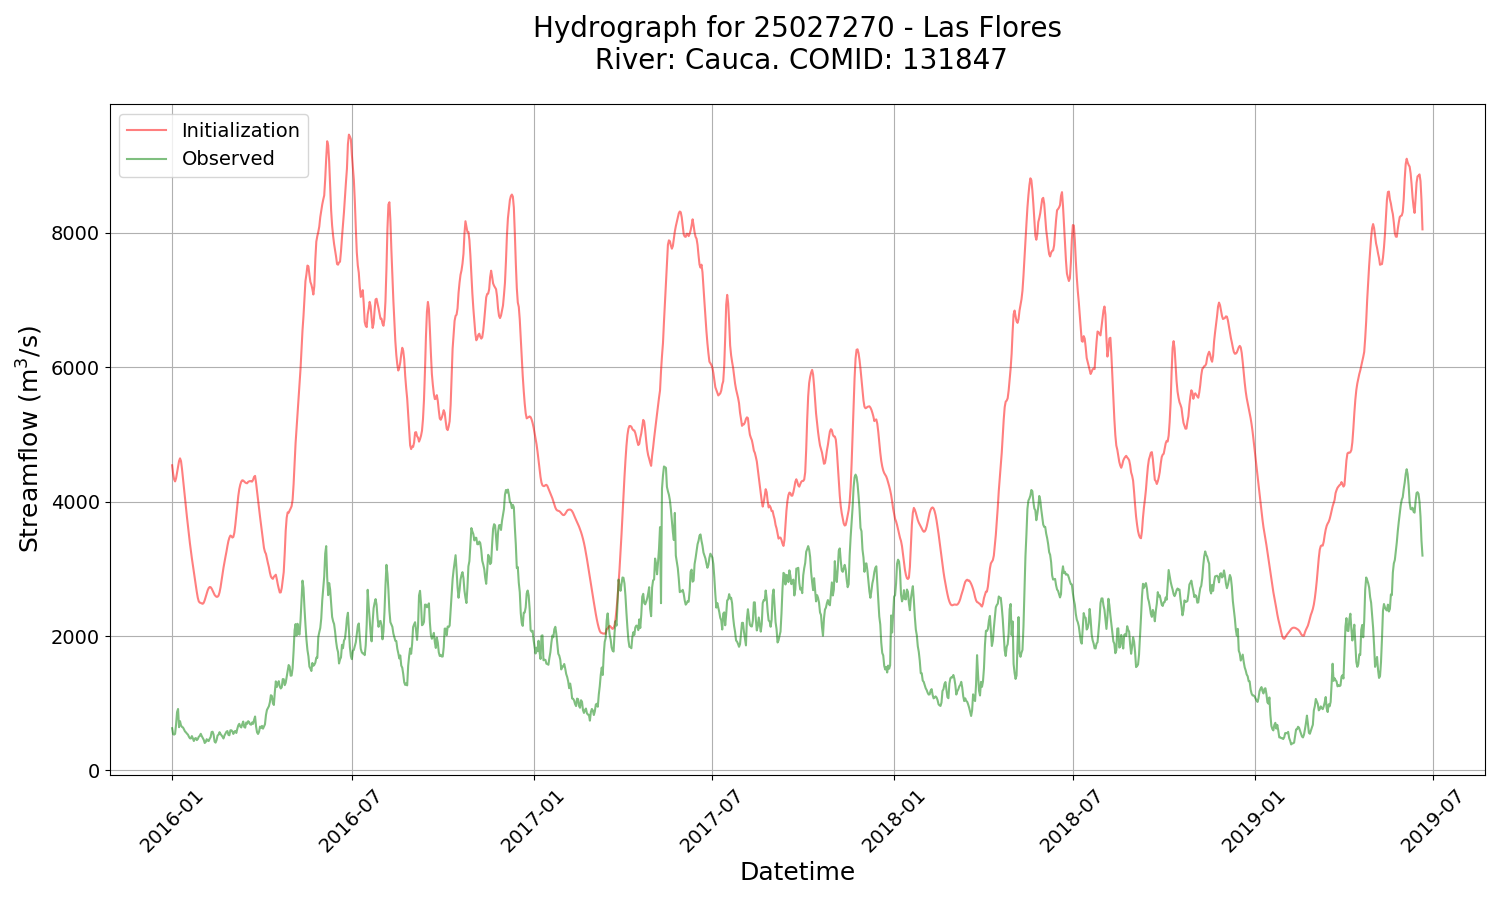 Hydrograph for 25027270 - Las Flores
River: Cauca. COMID: 131847
Initialization
Observed
Streamflow (m³/s)
8000
6000
4000
2000
0
2016-01
2016-07
2017-01
2017-07
2018-01
2018-07
2019-01
2019-07
Datetime